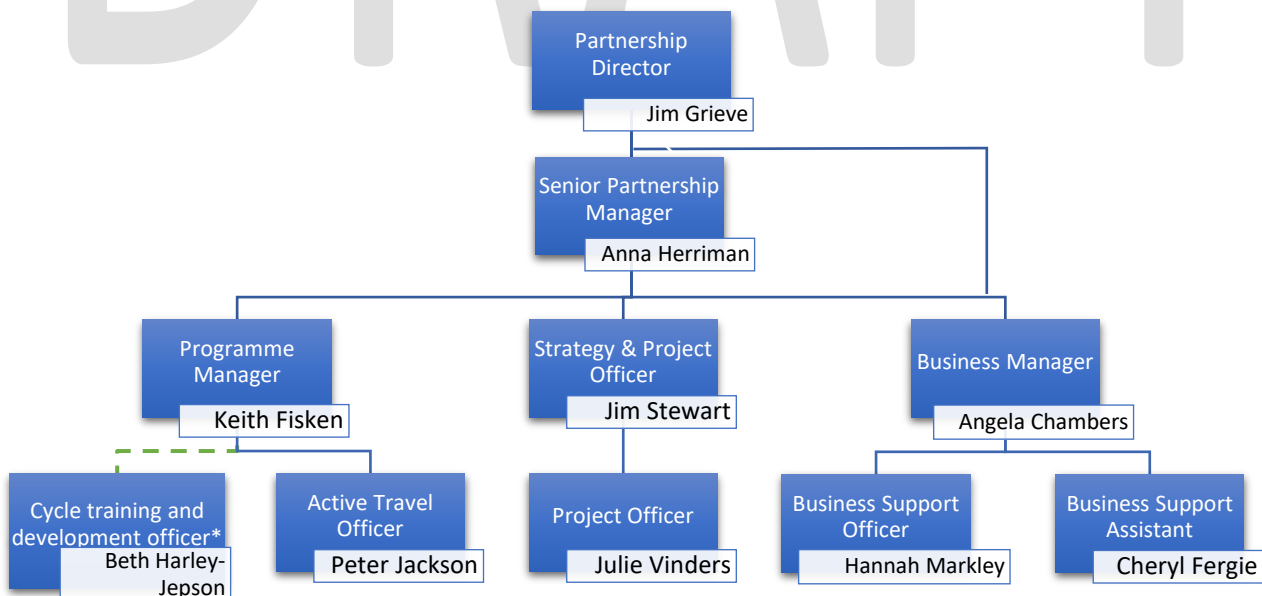 DRAFT
Partnership
Director
Jim Grieve
Senior Partnership
Manager
Anna Herriman
Programme
Manager
Keith Fisken
Strategy & Project
Officer
Jim Stewart
Business Manager
Angela Chambers
Cycle training and
development officer*
Beth Harley-
Jepson
Active Travel
Officer
Peter Jackson
Project Officer
Julie Vinders
Business Support
Officer
Hannah Markley
Business Support
Assistant
Cheryl Fergie